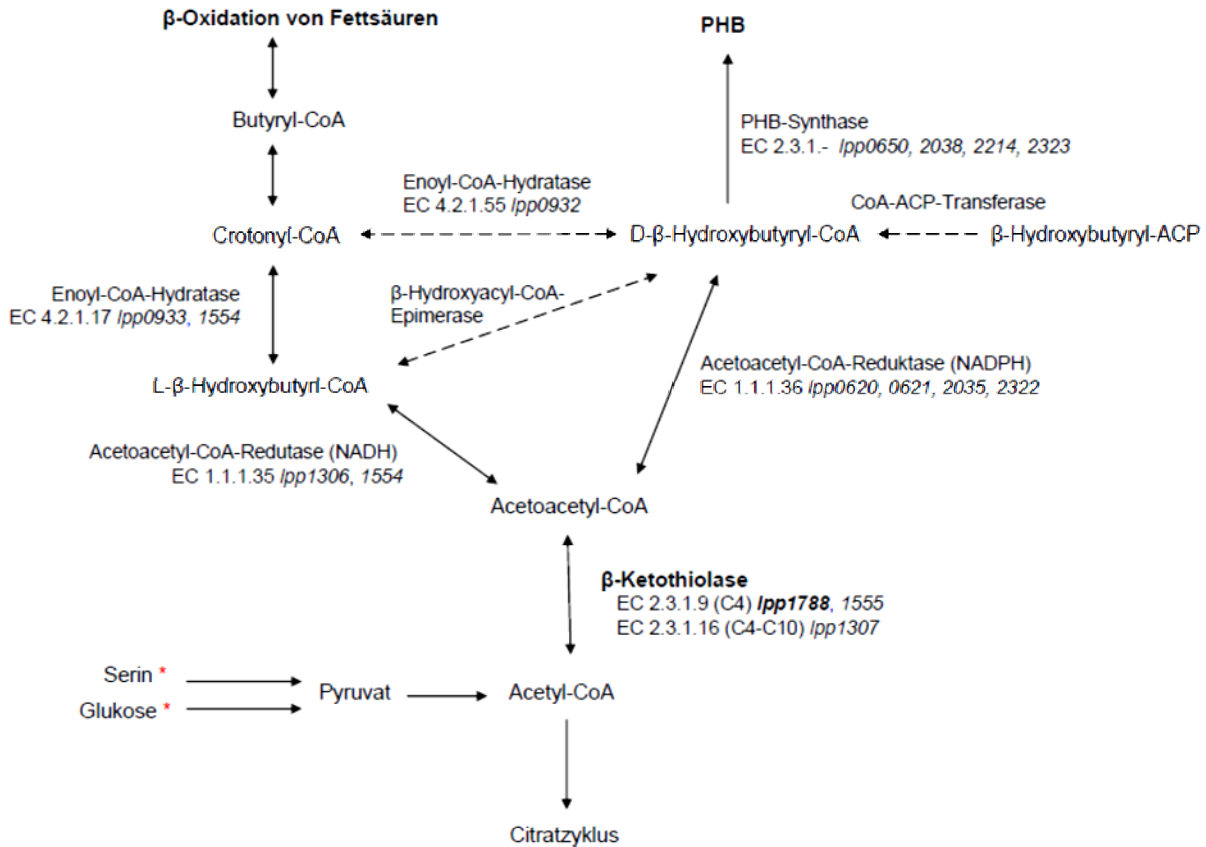 β-Oxidation von Fettsäuren
PHB
Butyryl-CoA
PHB-Synthase
EC 2.3.1.- lpp0650, 2038, 2214, 2323
Enoyl-CoA-Hydratase
EC 4.2.1.55 lpp0932
CoA-ACP-Transferase
Crotonyl-CoA
D-β-Hydroxybutyryl-CoA
β-Hydroxybutyryl-ACP
Enoyl-CoA-Hydratase
EC 4.2.1.17 lpp0933, 1554
β-Hydroxyacyl-CoA-
Epimerase
L-β-Hydroxybutyrl-CoA
Acetoacetyl-CoA-Reduktase (NADPH)
EC 1.1.1.36 lpp0620, 0621, 2035, 2322
Acetoacetyl-CoA-Redutase (NADH)
EC 1.1.1.35 lpp1306, 1554
Acetoacetyl-CoA
β-Ketothiolase
EC 2.3.1.9 (C4) lpp1788, 1555
EC 2.3.1.16 (C4-C10) lpp1307
Serin *
Glukose *
Pyruvat
Acetyl-CoA
Citratzyklus